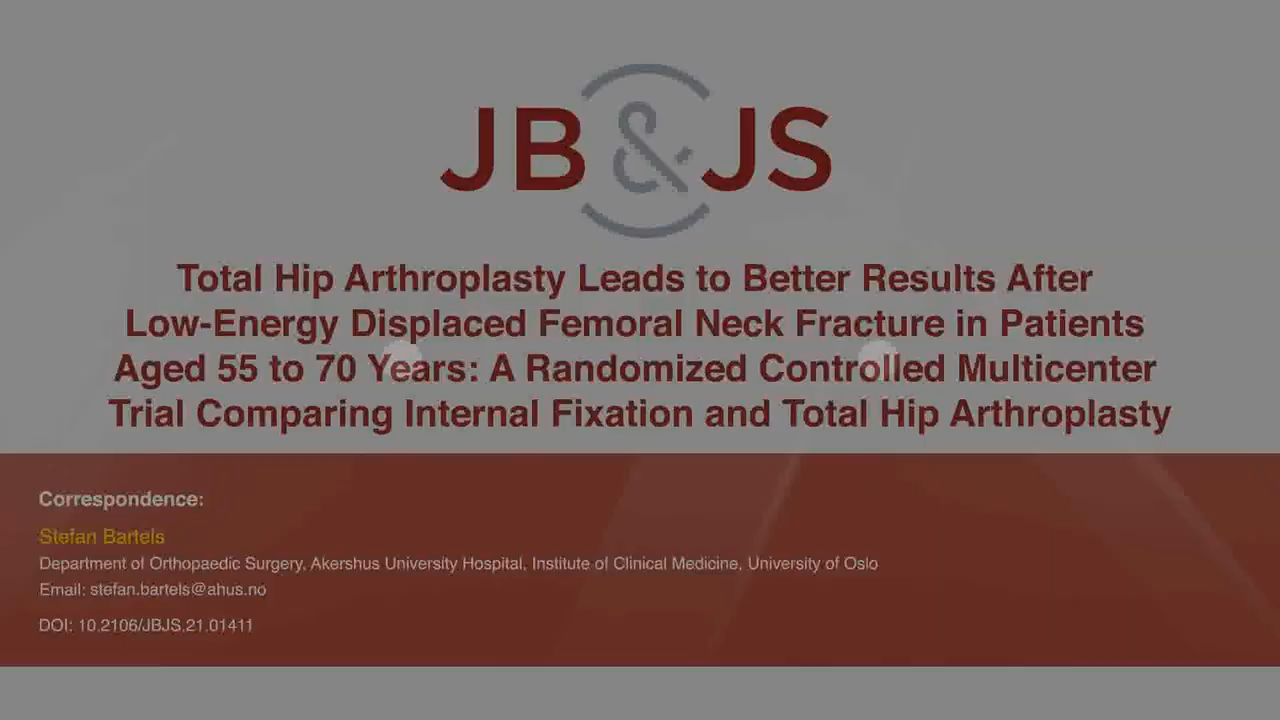 JB&JS
Total Hip Arthroplasty Leads to Better Results After
Low-Energy Displaced Femoral Neck Fracture in Patients
Aged 55 to 70 Years: A Randomized Controlled Multicenter
Trial Comparing Internal Fixation and Total Hip Arthroplasty
Correspondence:
Stefan Bartels
Department of Orthopaedic Surgery, Akershus University Hospital, Institute of Clinical Medicine, University of Oslo
Email: stefan.bartels@ahus.no
DOI: 10.2106/JBJS.21.01411